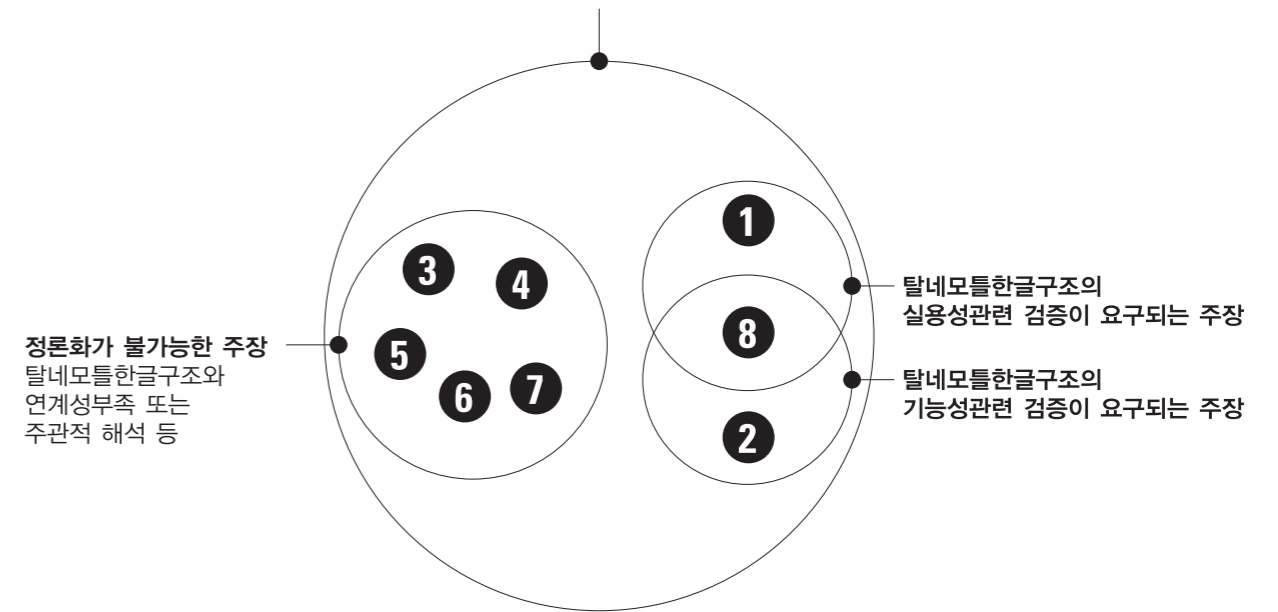 1
3
4
8
5
6
7
2
정론화가 불가능한 주장
탈네모틀한글구조와
연계성부족 또는
주관적 해석 등
탈네모틀한글구조의
실용성관련 검증이 요구되는 주장
탈네모틀한글구조의
기능성관련 검증이 요구되는 주장